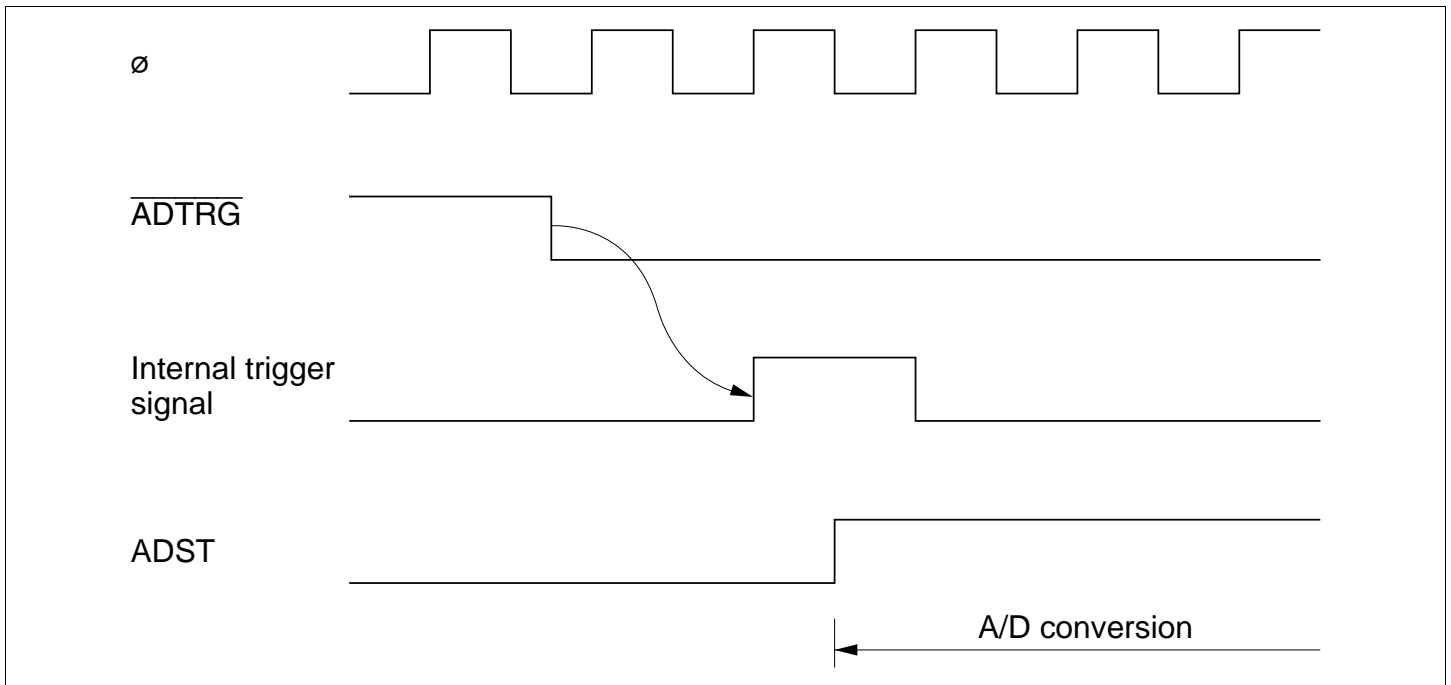 ø
ADTRG
Internal trigger
signal
ADST
A/D conversion